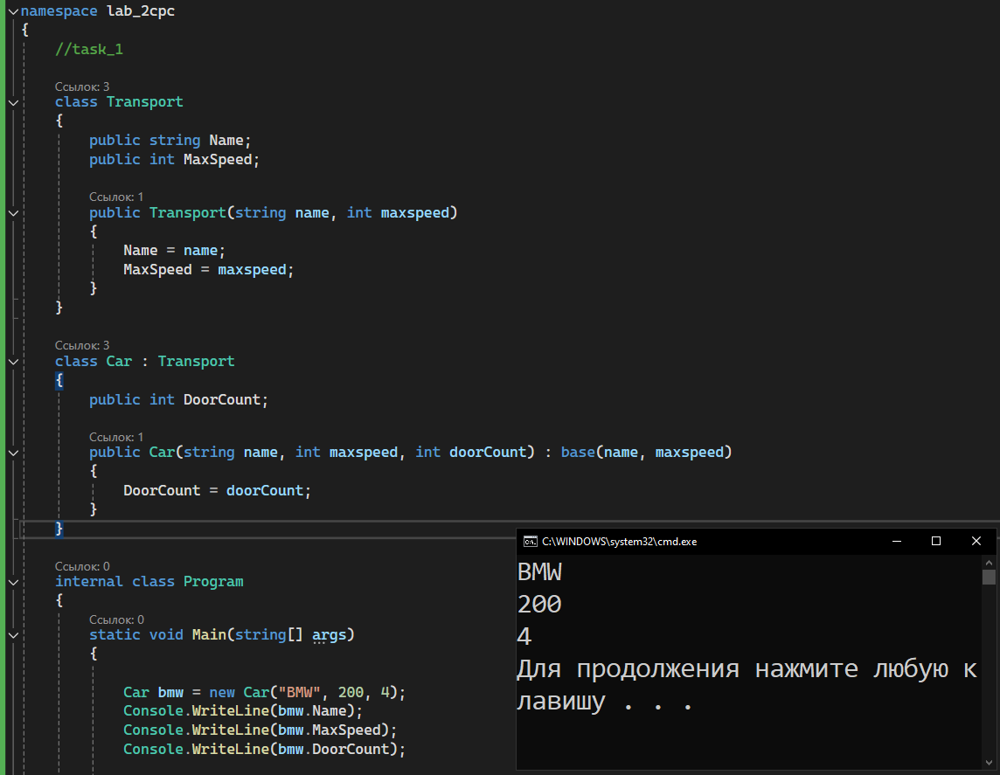 namespace lab_2cpc
{
//task_1
Ссылок: 3
class Transport
{
public string Name;
public int MaxSpeed;
Ссылок: 1
public Transport(string name, int maxspeed)
{
Name = name;
MaxSpeed = maxspeed;
}
}
Ссылок: 3
class Car : Transport
{
public int DoorCount;
Ссылок: 1
public Car(string name, int maxspeed, int doorCount) : base(name, maxspeed)
{
DoorCount = doorCount;
}
}
Ссылок: 0
internal class Program
{
Ссылок: 0
static void Main(string[] args)
{
Car bmw = new Car("BMW", 200, 4);
Console.WriteLine(bmw.Name);
Console.WriteLine(bmw.MaxSpeed);
Console.WriteLine(bmw.DoorCount);
C:\WINDOWS\system32\cmd.exe
BMW
200
4
Для продолжения нажмите любую к
лавишу . . .